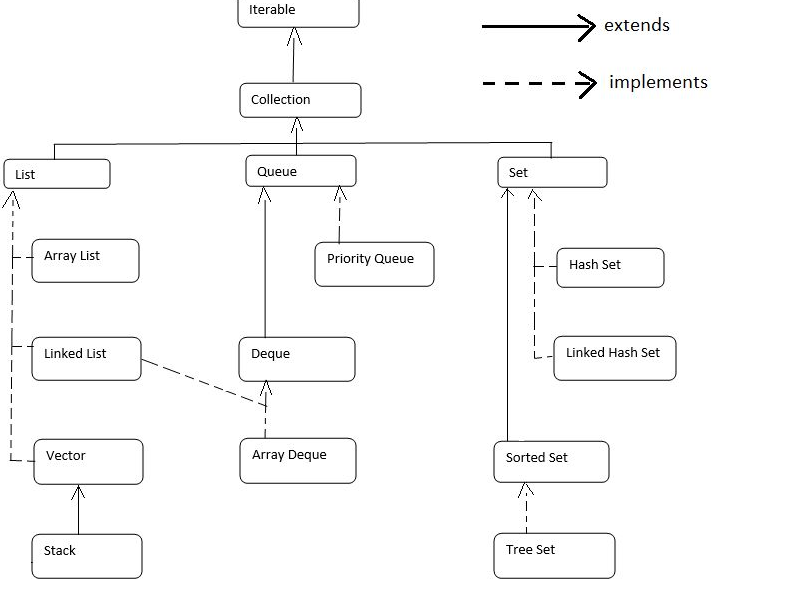 Iterable
extends
implements
Collection
List
Queue
Set
Array List
Priority Queue
Hash Set
Linked List
Deque
Linked Hash Set
Vector
Array Deque
Sorted Set
Stack
Tree Set